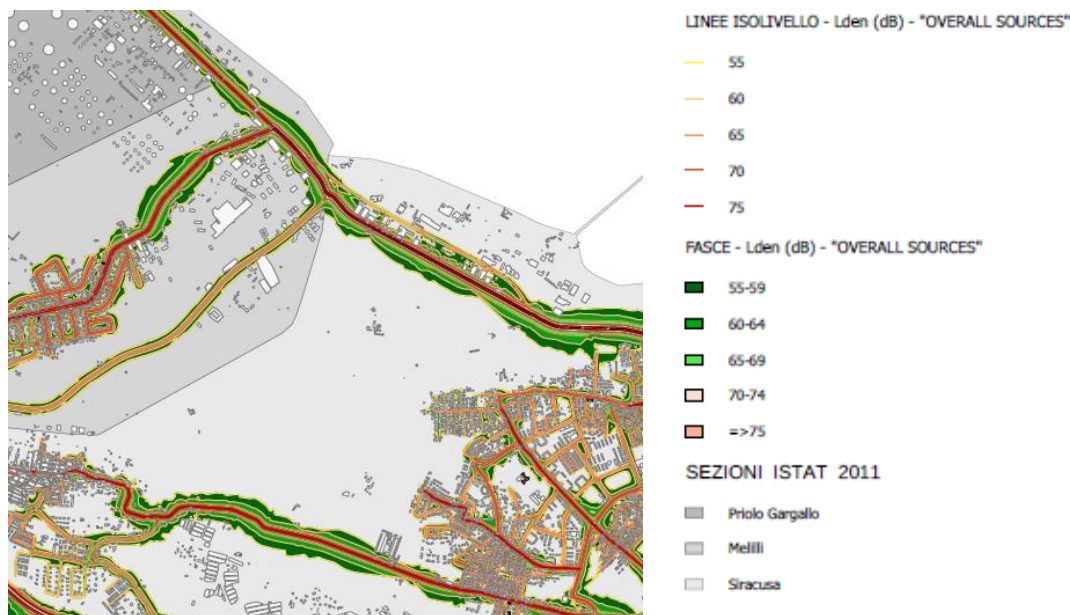 LINEE ISOLIVELLO - Lden (dB) - "OVERALL SOURCES"
55
60
65
70
75
FASCE - Lden (dB) - "OVERALL SOURCES"
55-59
60-64
65-69
70-74
=>75
SEZIONI ISTAT 2011
Priolo Gargallo
Melilli
Siracusa